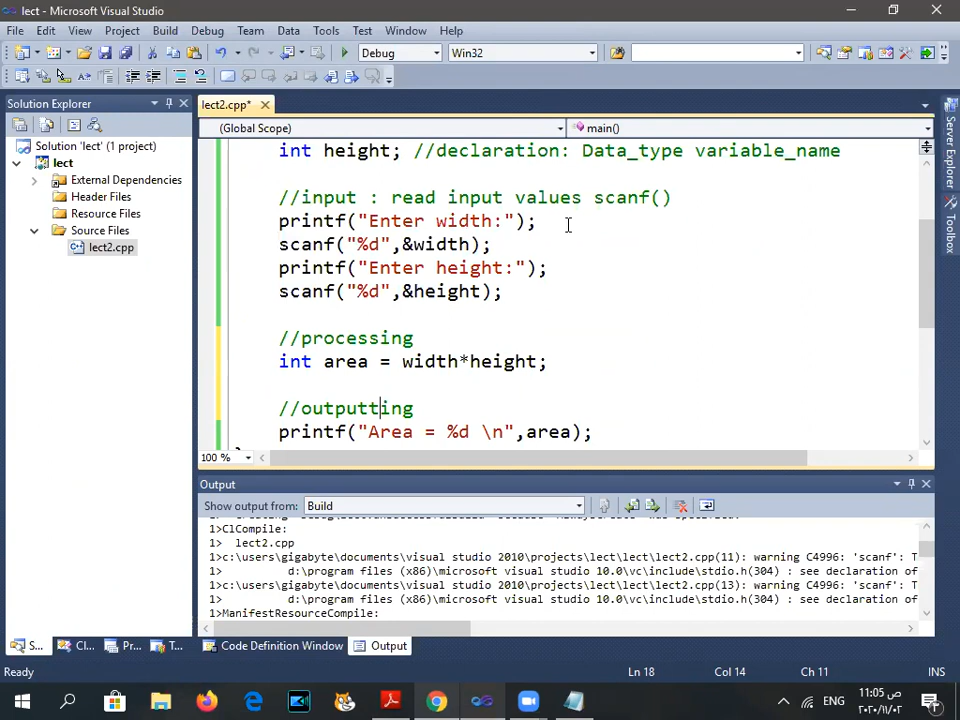 lect - Microsoft Visual Studio
File Edit View Project Build Debug Team Data Tools Test Window Help
Debug Win32
Solution Explorer
Solution 'lect' (1 project)
lect
External Dependencies
Header Files
Resource Files
Source Files
lect2.cpp
lect2.cpp*
(Global Scope) main()
int height; //declaration: Data_type variable_name
//input : read input values scanf()
printf("Enter width:");
scanf("%d",&width);
printf("Enter height:");
scanf("%d",&height);
//processing
int area = width*height;
//outputting
printf("Area = %d \n",area);
100 %
Server Explorer
Toolbox
Output
Show output from: Build
1>ClCompile:
1>  lect2.cpp
1>c:\users\gigabyte\documents\visual studio 2010\projects\lect\lect\lect2.cpp(11): warning C4996: 'scanf': T
1>          d:\program files (x86)\microsoft visual studio 10.0\vc\include\stdio.h(304) : see declaration of
1>c:\users\gigabyte\documents\visual studio 2010\projects\lect\lect\lect2.cpp(13): warning C4996: 'scanf': T
1>          d:\program files (x86)\microsoft visual studio 10.0\vc\include\stdio.h(304) : see declaration of
1>ManifestResourceCompile:
S... Cl... Pr... T... Code Definition Window Output
Ready Ln 18 Col 14 Ch 11 INS
ENG
11:05 ص
٢٠٢٠/١١/٠٢